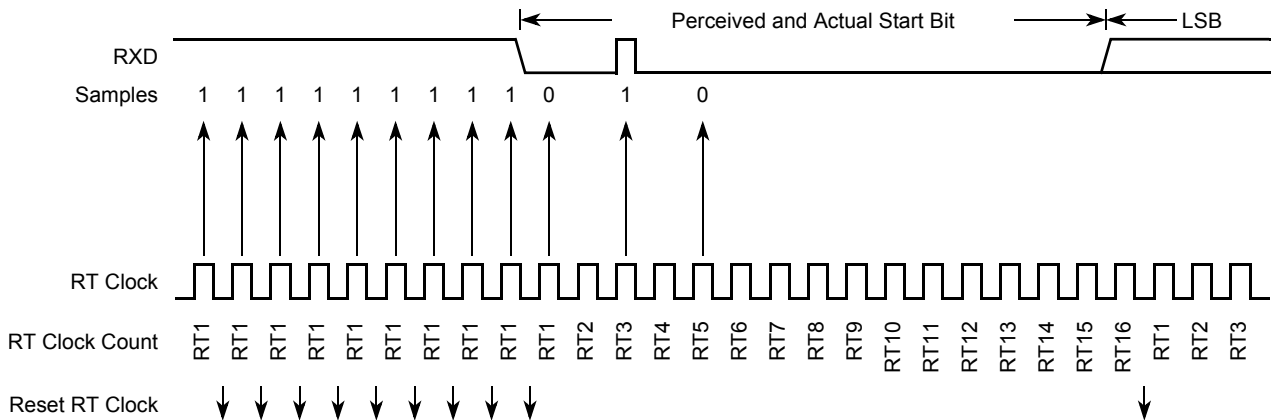 Perceived and Actual Start Bit LSB
RXD
Samples 1 1 1 1 1 1 1 1 1 0 1 0
RT Clock
RT Clock Count RT1 RT1 RT1 RT1 RT1 RT1 RT1 RT1 RT1 RT1 RT2 RT3 RT4 RT5 RT6 RT7 RT8 RT9 RT10 RT11 RT12 RT13 RT14 RT15 RT16 RT1 RT2 RT3
Reset RT Clock